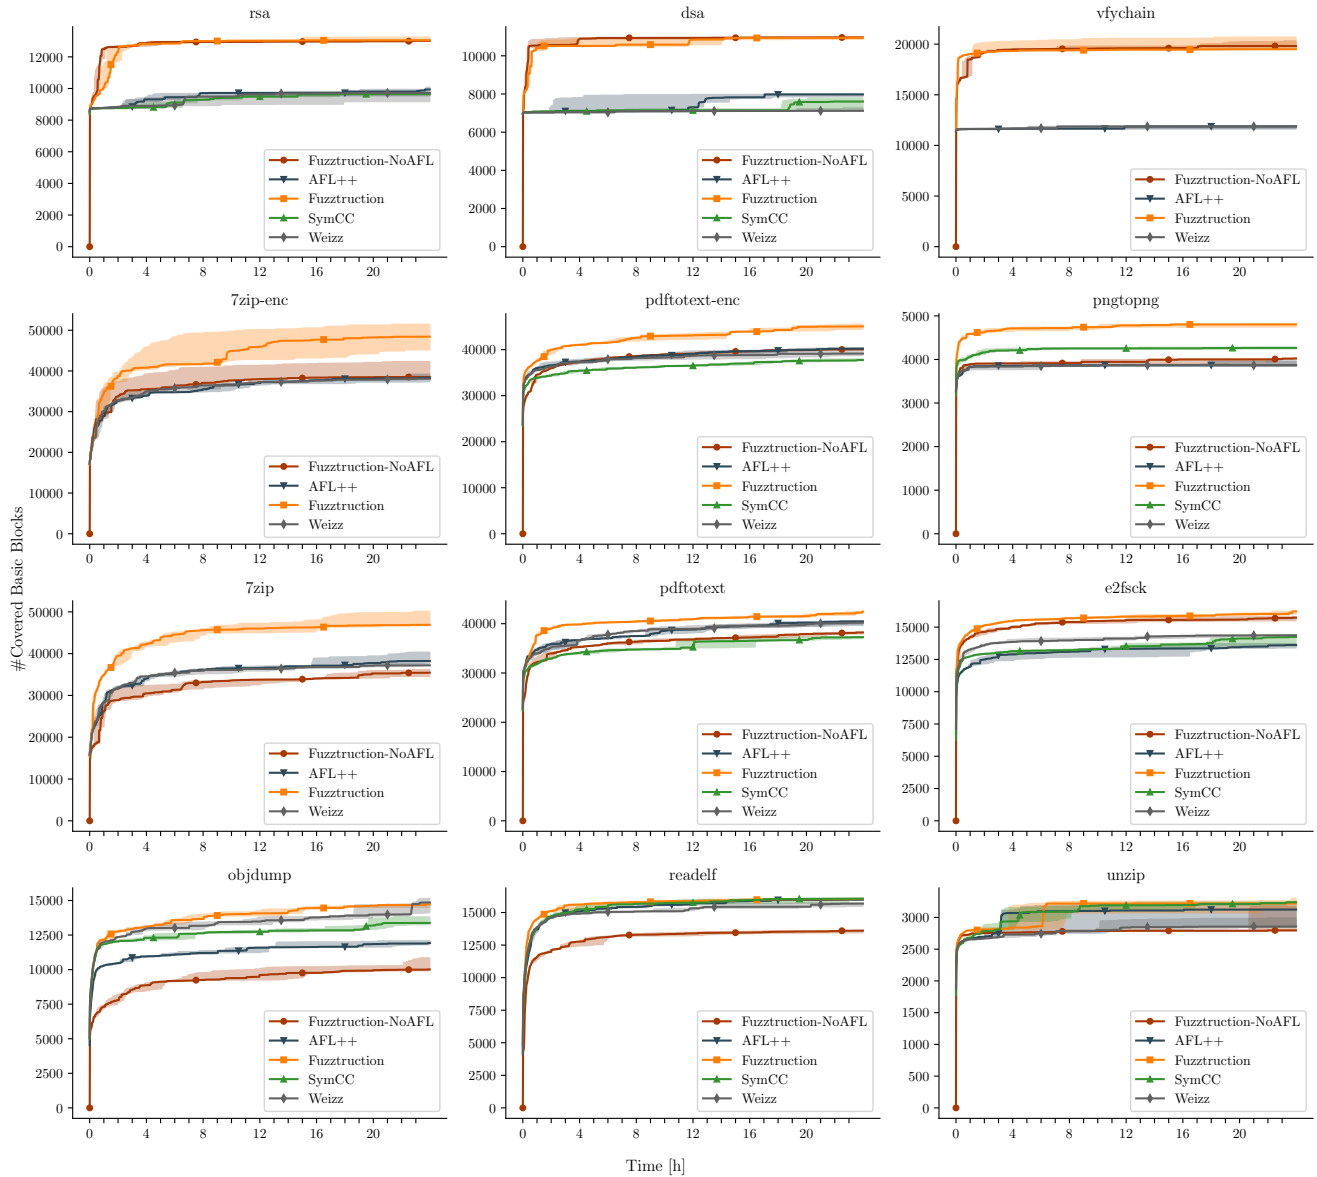 rsa
12000
10000
8000
6000
4000
2000
0
0 4 8 12 16 20
Fuzztruction-NoAFL
AFL++
Fuzztruction
SymCC
Weizz
dsa
10000
8000
6000
4000
2000
0
0 4 8 12 16 20
Fuzztruction-NoAFL
AFL++
Fuzztruction
SymCC
Weizz
vfychain
20000
15000
10000
5000
0
0 4 8 12 16 20
Fuzztruction-NoAFL
AFL++
Fuzztruction
Weizz
7zip-enc
50000
40000
30000
20000
10000
0
0 4 8 12 16 20
Fuzztruction-NoAFL
AFL++
Fuzztruction
Weizz
pdftotext-enc
40000
30000
20000
10000
0
0 4 8 12 16 20
Fuzztruction-NoAFL
AFL++
Fuzztruction
SymCC
Weizz
pngtopng
5000
4000
3000
2000
1000
0
0 4 8 12 16 20
Fuzztruction-NoAFL
AFL++
Fuzztruction
SymCC
Weizz
#Covered Basic Blocks
7zip
50000
40000
30000
20000
10000
0
0 4 8 12 16 20
Fuzztruction-NoAFL
AFL++
Fuzztruction
Weizz
pdftotext
40000
30000
20000
10000
0
0 4 8 12 16 20
Fuzztruction-NoAFL
AFL++
Fuzztruction
SymCC
Weizz
e2fsck
15000
12500
10000
7500
5000
2500
0
0 4 8 12 16 20
Fuzztruction-NoAFL
AFL++
Fuzztruction
SymCC
Weizz
objdump
15000
12500
10000
7500
5000
2500
0
0 4 8 12 16 20
Fuzztruction-NoAFL
AFL++
Fuzztruction
SymCC
Weizz
readelf
15000
12500
10000
7500
5000
2500
0
0 4 8 12 16 20
Fuzztruction-NoAFL
AFL++
Fuzztruction
SymCC
Weizz
unzip
3000
2500
2000
1500
1000
500
0
0 4 8 12 16 20
Fuzztruction-NoAFL
AFL++
Fuzztruction
SymCC
Weizz
Time [h]